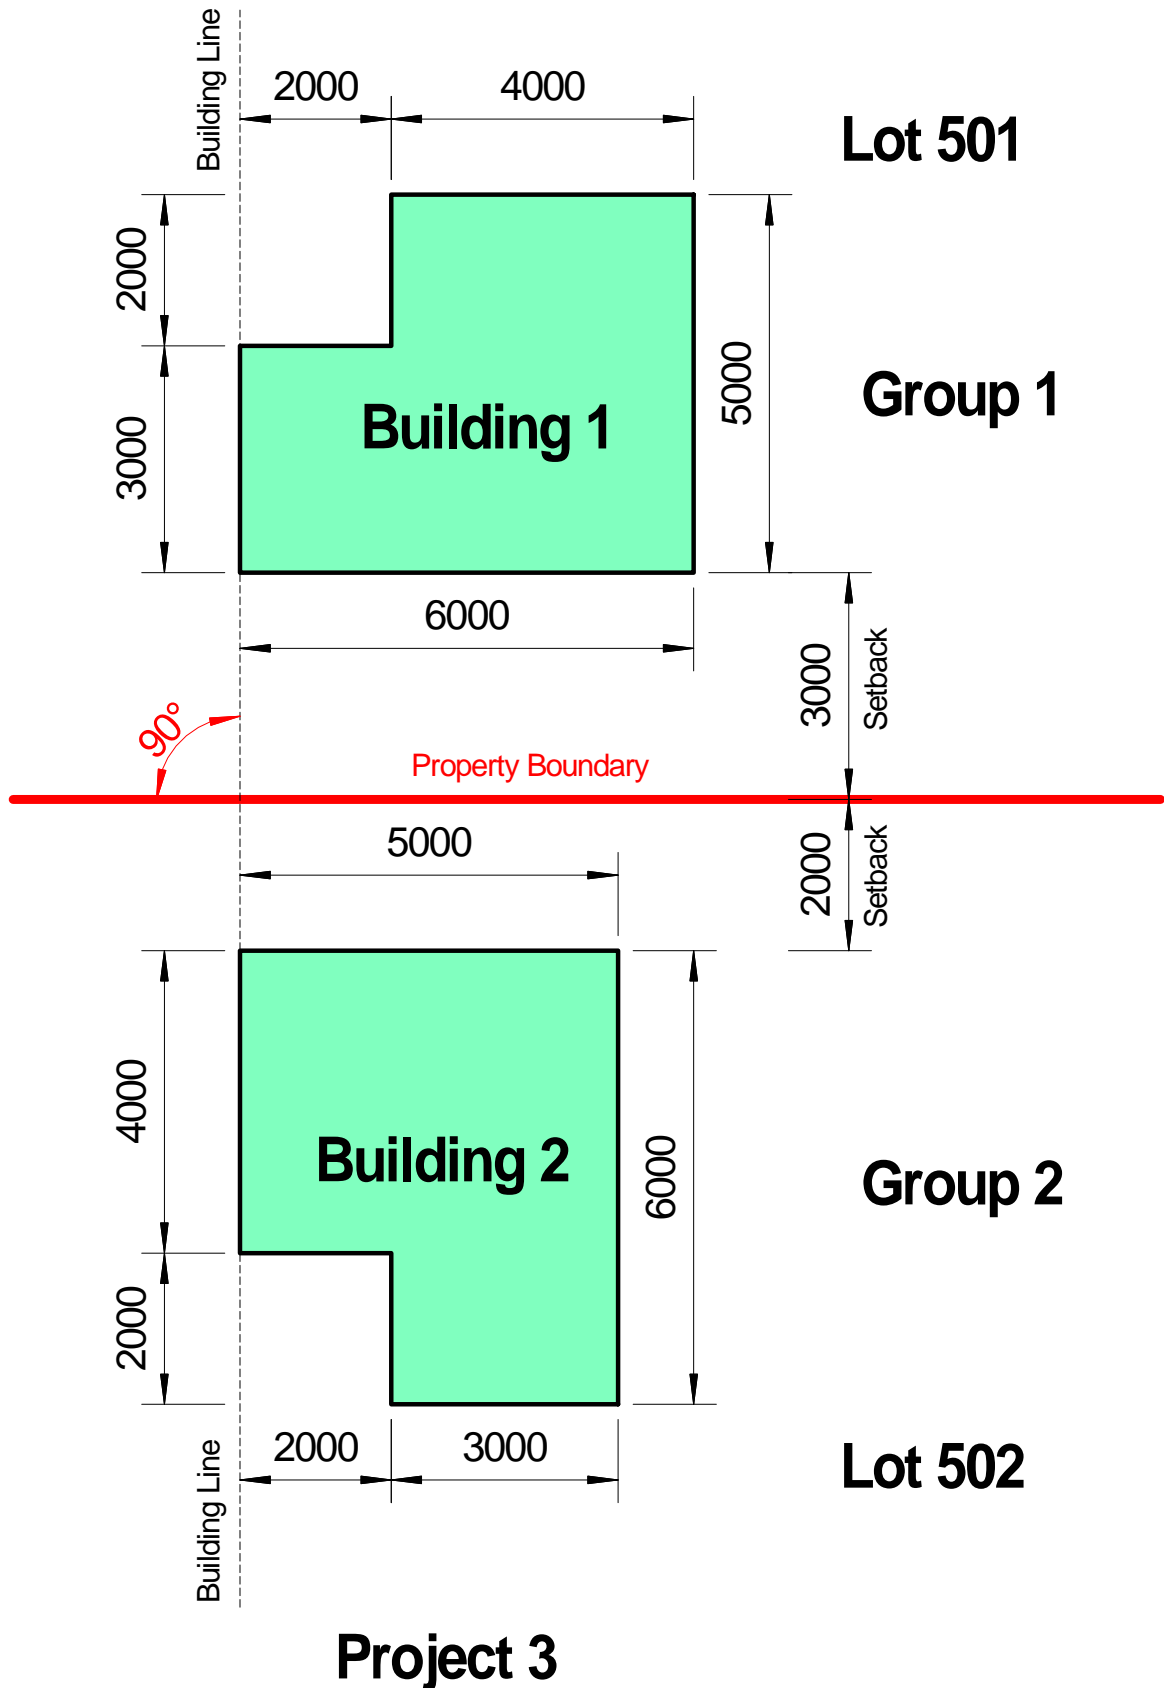 Building Line
2000
4000
Lot 501
2000
3000
5000
Building 1
Group 1
6000
3000
Setback
90°
Property Boundary
5000
2000
Setback
4000
Building 2
6000
Group 2
2000
2000
3000
Lot 502
Building Line
Project 3